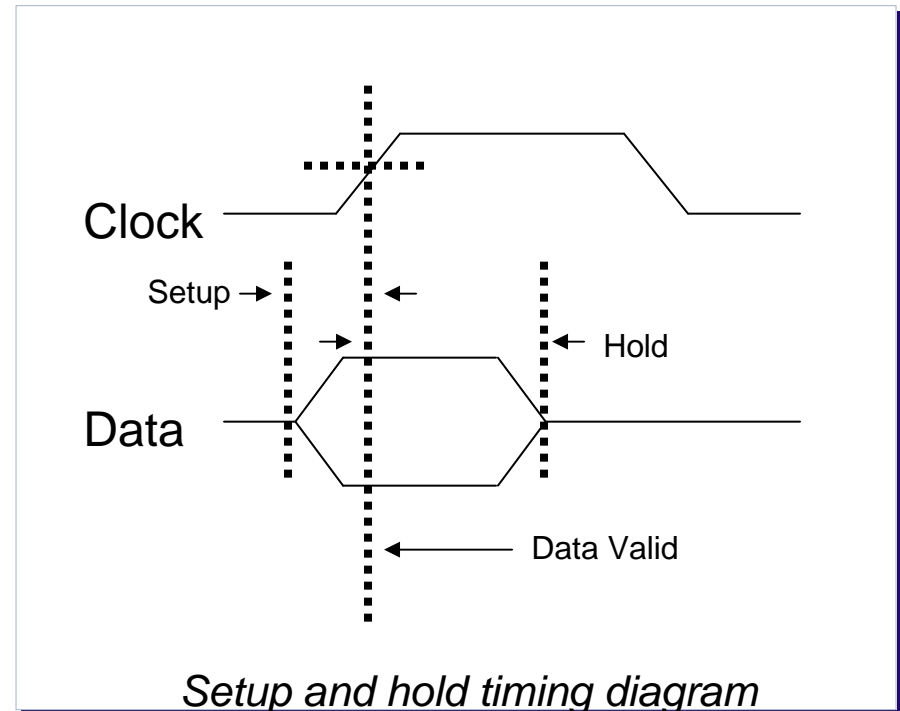 Clock
Setup
Hold
Data
Data Valid
Setup and hold timing diagram